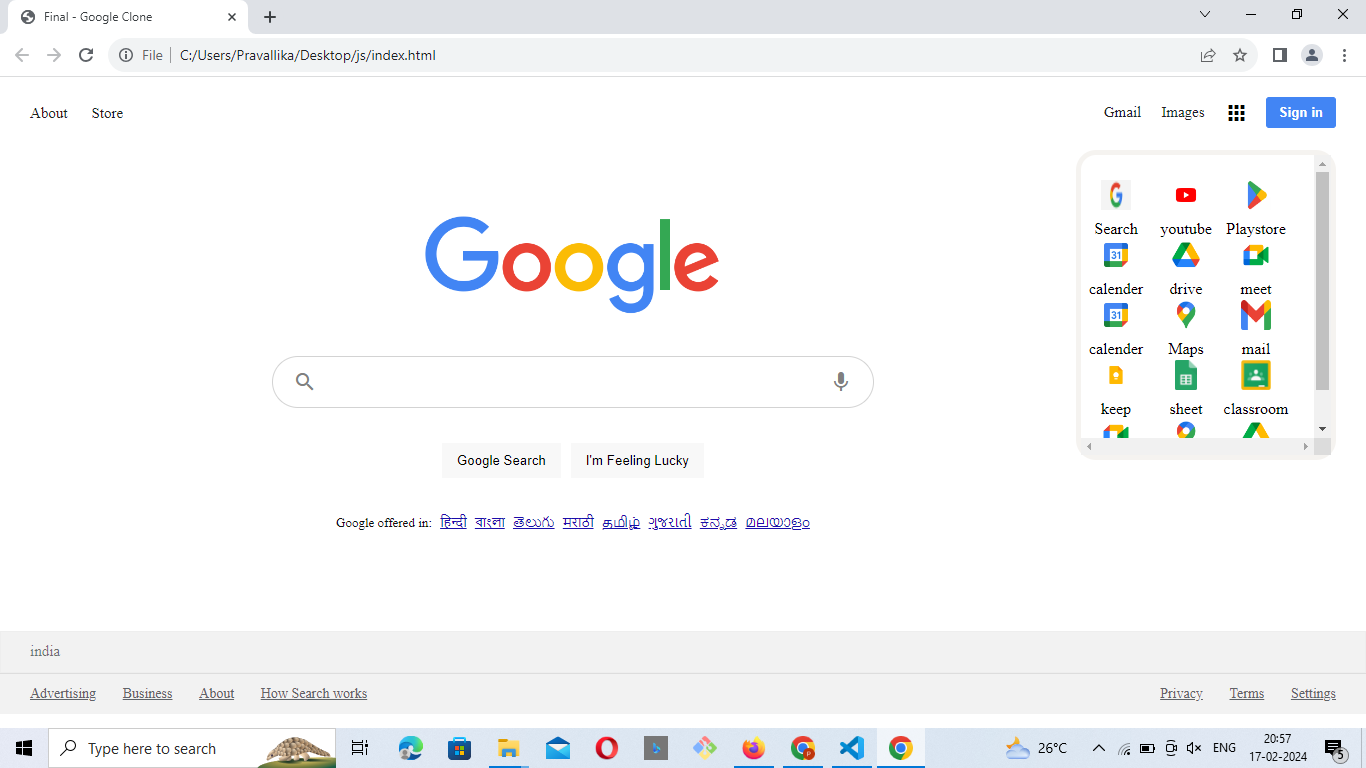 Final - Google Clone
File C:/Users/Pravallika/Desktop/js/index.html
About Store Gmail Images Sign in
Google
Search youtube Playstore
31
calender drive meet
31
calender Maps mail
keep sheet classroom
Google Search I'm Feeling Lucky
Google offered in: हिन्दी বাংলা తెలుగు मराठी தமிழ் ગુજરાતી ಕನ್ನಡ മലയാളം
india
Advertising Business About How Search works Privacy Terms Settings
Type here to search 26°C ENG 20:57
17-02-2024 5